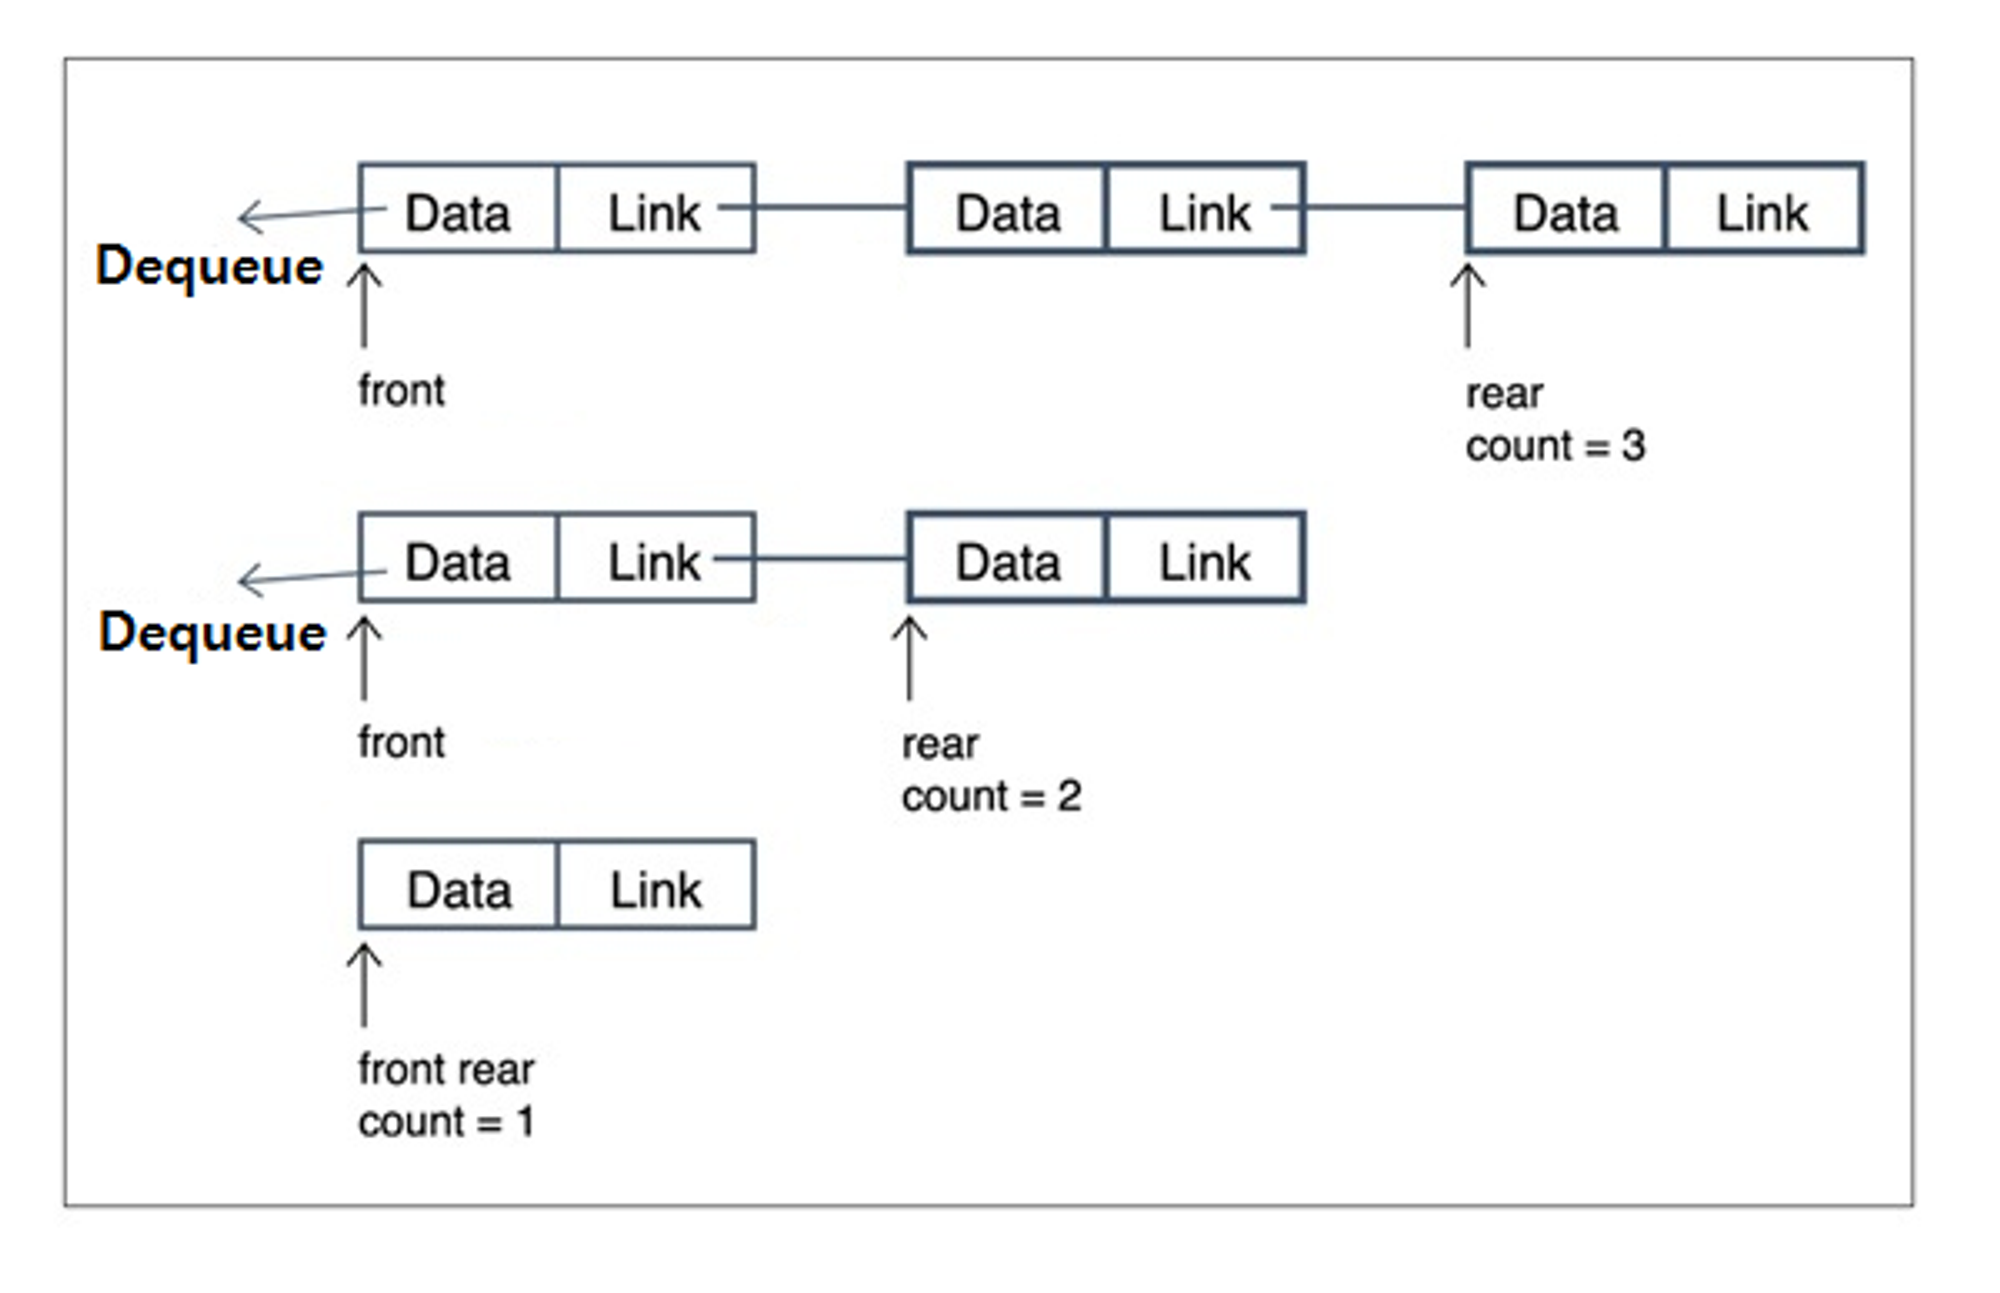 Data Link Data Link Data Link
Dequeue
front
rear
count = 3
Data Link Data Link
Dequeue
front
rear
count = 2
Data Link
front rear
count = 1